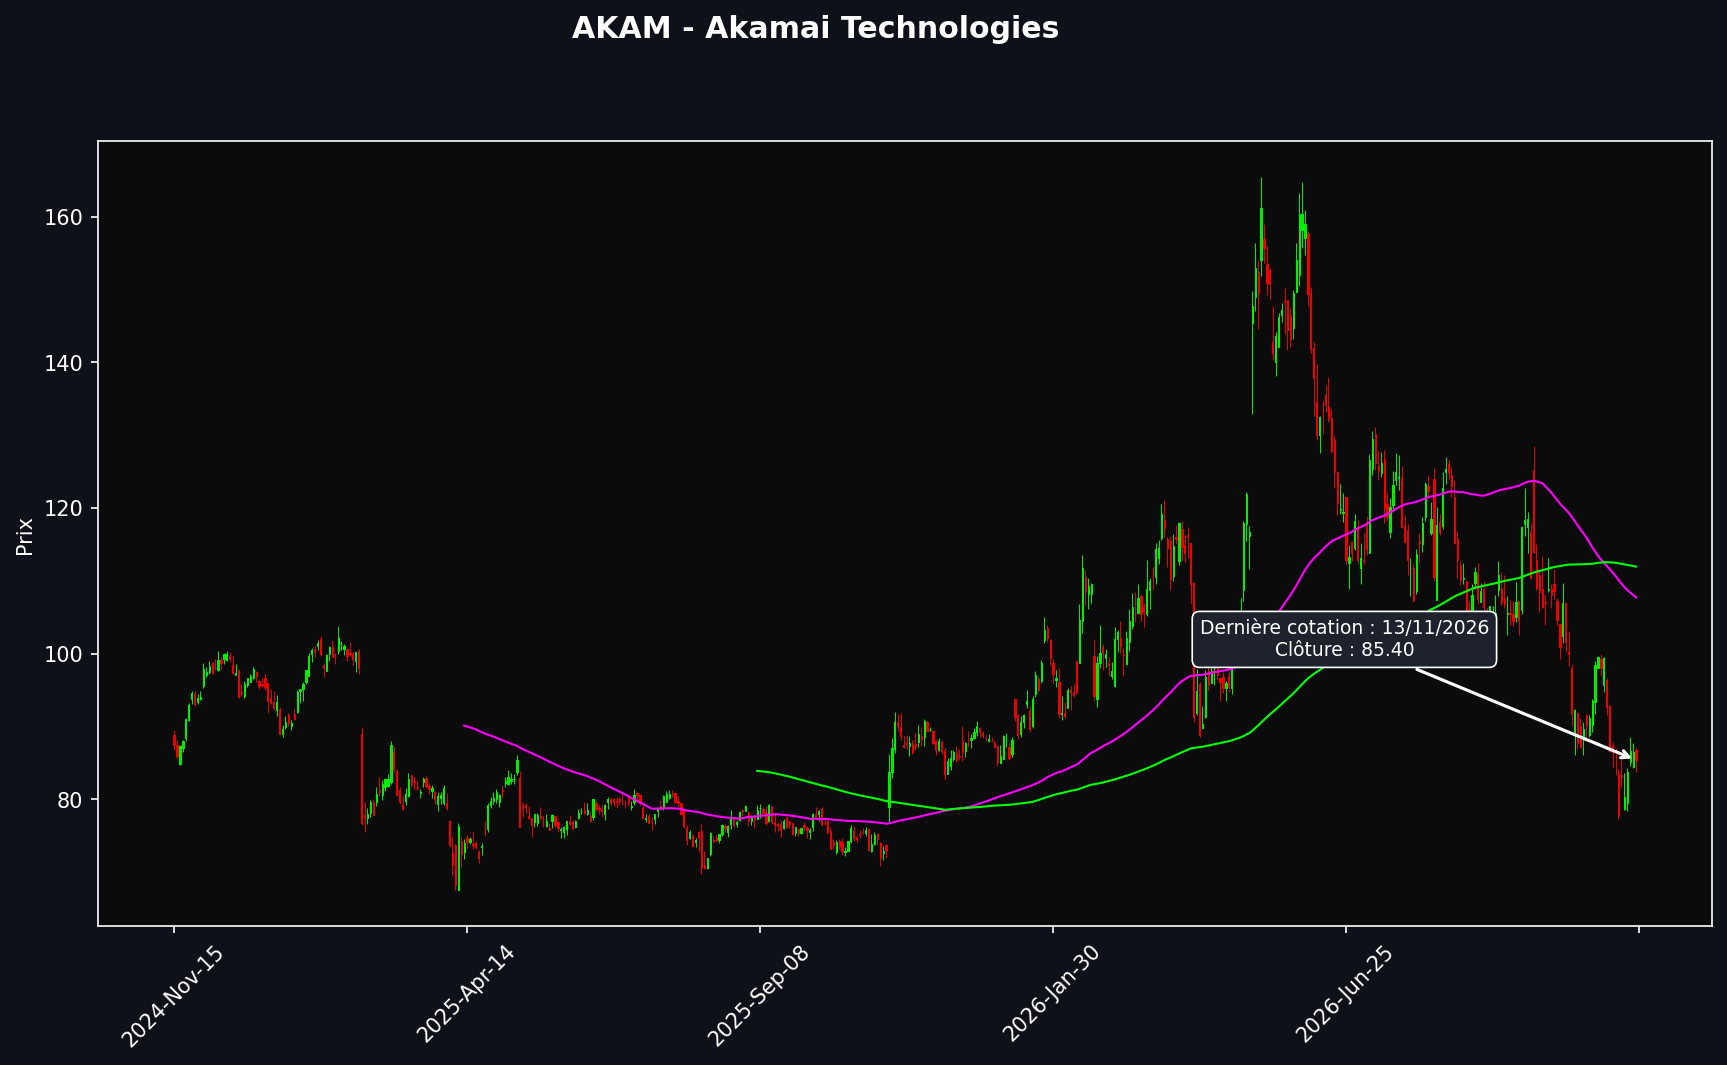 AKAM - Akamai Technologies
Prix
160
140
120
100
80
Dernière cotation : 13/11/2026
Clôture : 85.40
2024-Nov-15
2025-Apr-14
2025-Sep-08
2026-Jan-30
2026-Jun-25